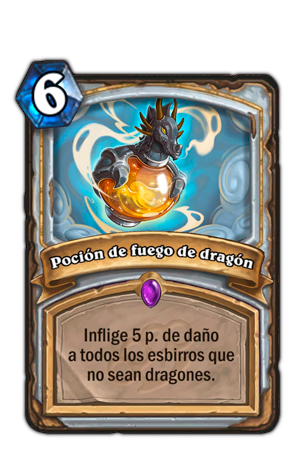 6
Poción de fuego de dragón
Inflige 5 p. de daño
a todos los esbirros que
no sean dragones.